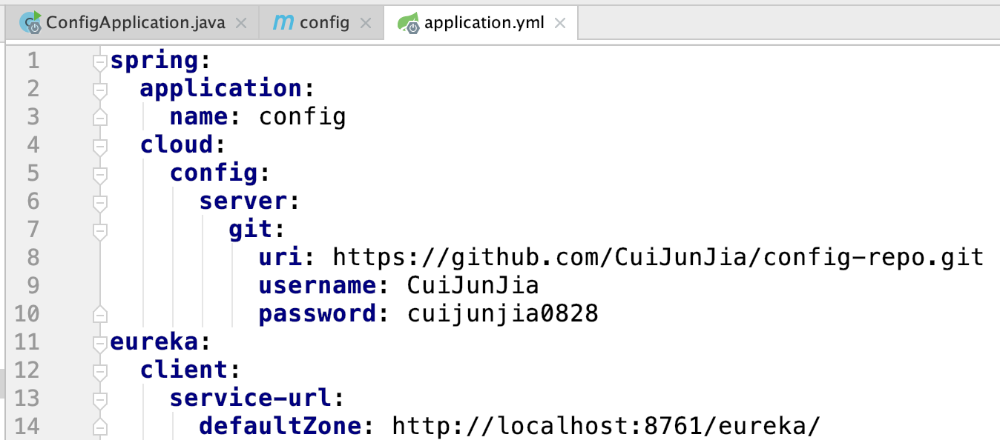 ConfigApplication.java × m config × application.yml ×
1 spring:
2 application:
3 name: config
4 cloud:
5 config:
6 server:
7 git:
8 uri: https://github.com/CuiJunJia/config-repo.git
9 username: CuiJunJia
10 password: cuijunjia0828
11 eureka:
12 client:
13 service-url:
14 defaultZone: http://localhost:8761/eureka/